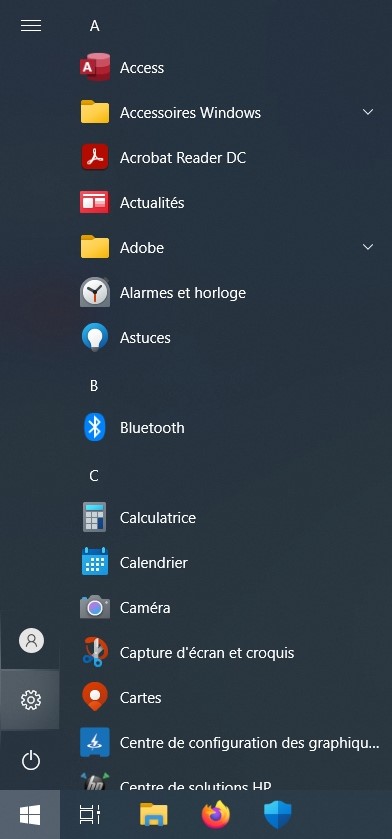 A
Access
Accessoires Windows
Acrobat Reader DC
Actualités
Adobe
Alarmes et horloge
Astuces
B
Bluetooth
C
Calculatrice
Calendrier
Caméra
Capture d'écran et croquis
Cartes
Centre de configuration des graphiqu...
Centre de solutions HP